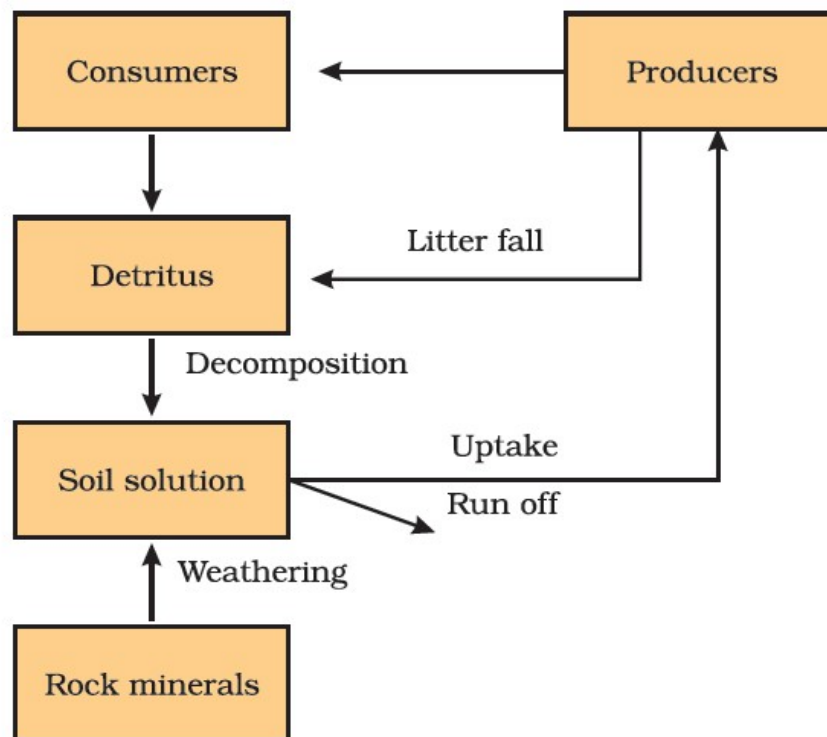 Consumers
Producers
Litter fall
Detritus
Decomposition
Uptake
Soil solution
Run off
Weathering
Rock minerals